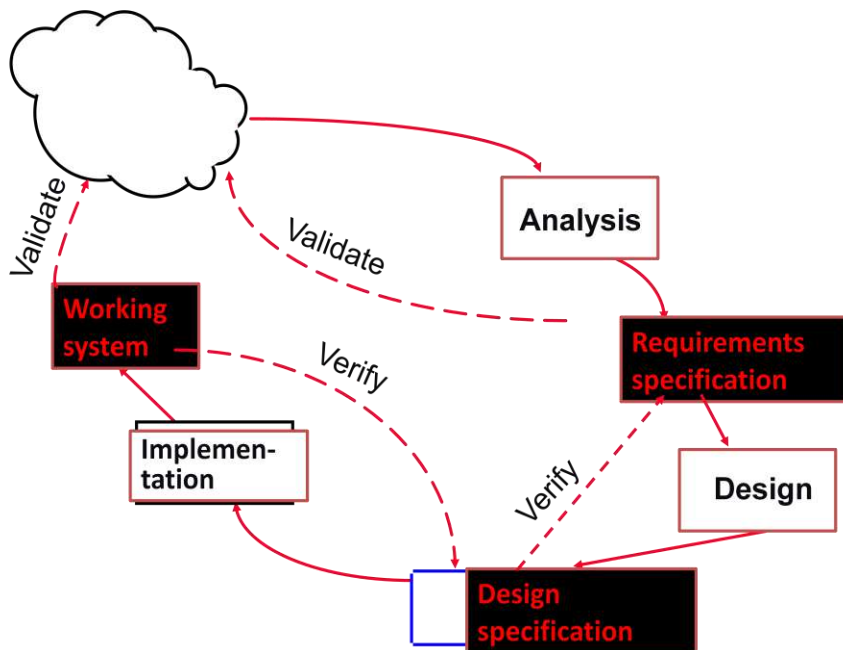 Analysis
Validate
Validate
Working
system
Requirements
specification
Verify
Implemen-
tation
Design
Verify
Design
specification